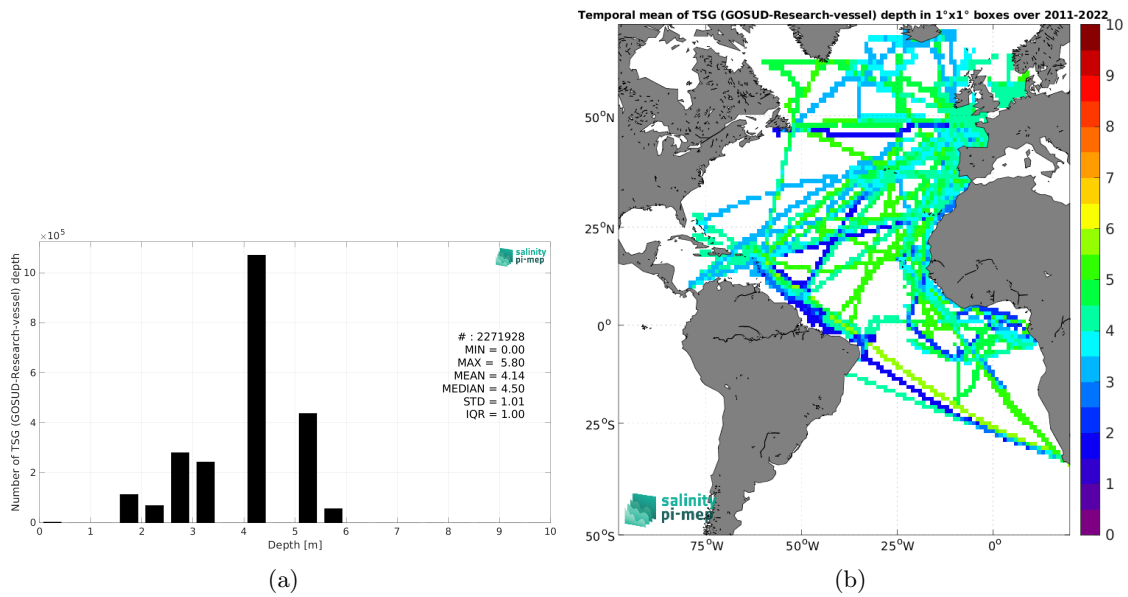 ×10⁵
10
8
6
4
2
0
Number of TSG (GOSUD-Research-vessel) depth
salinity
pi-mep
# : 2271928
MIN = 0.00
MAX = 5.80
MEAN = 4.14
MEDIAN = 4.50
STD = 1.01
IQR = 1.00
0 1 2 3 4 5 6 7 8 9 10
Depth [m]
(a)
Temporal mean of TSG (GOSUD-Research-vessel) depth in 1°x1° boxes over 2011-2022
50°N
25°N
0°
25°S
50°S
75°W 50°W 25°W 0°
salinity
pi-mep
10
9
8
7
6
5
4
3
2
1
0
(b)